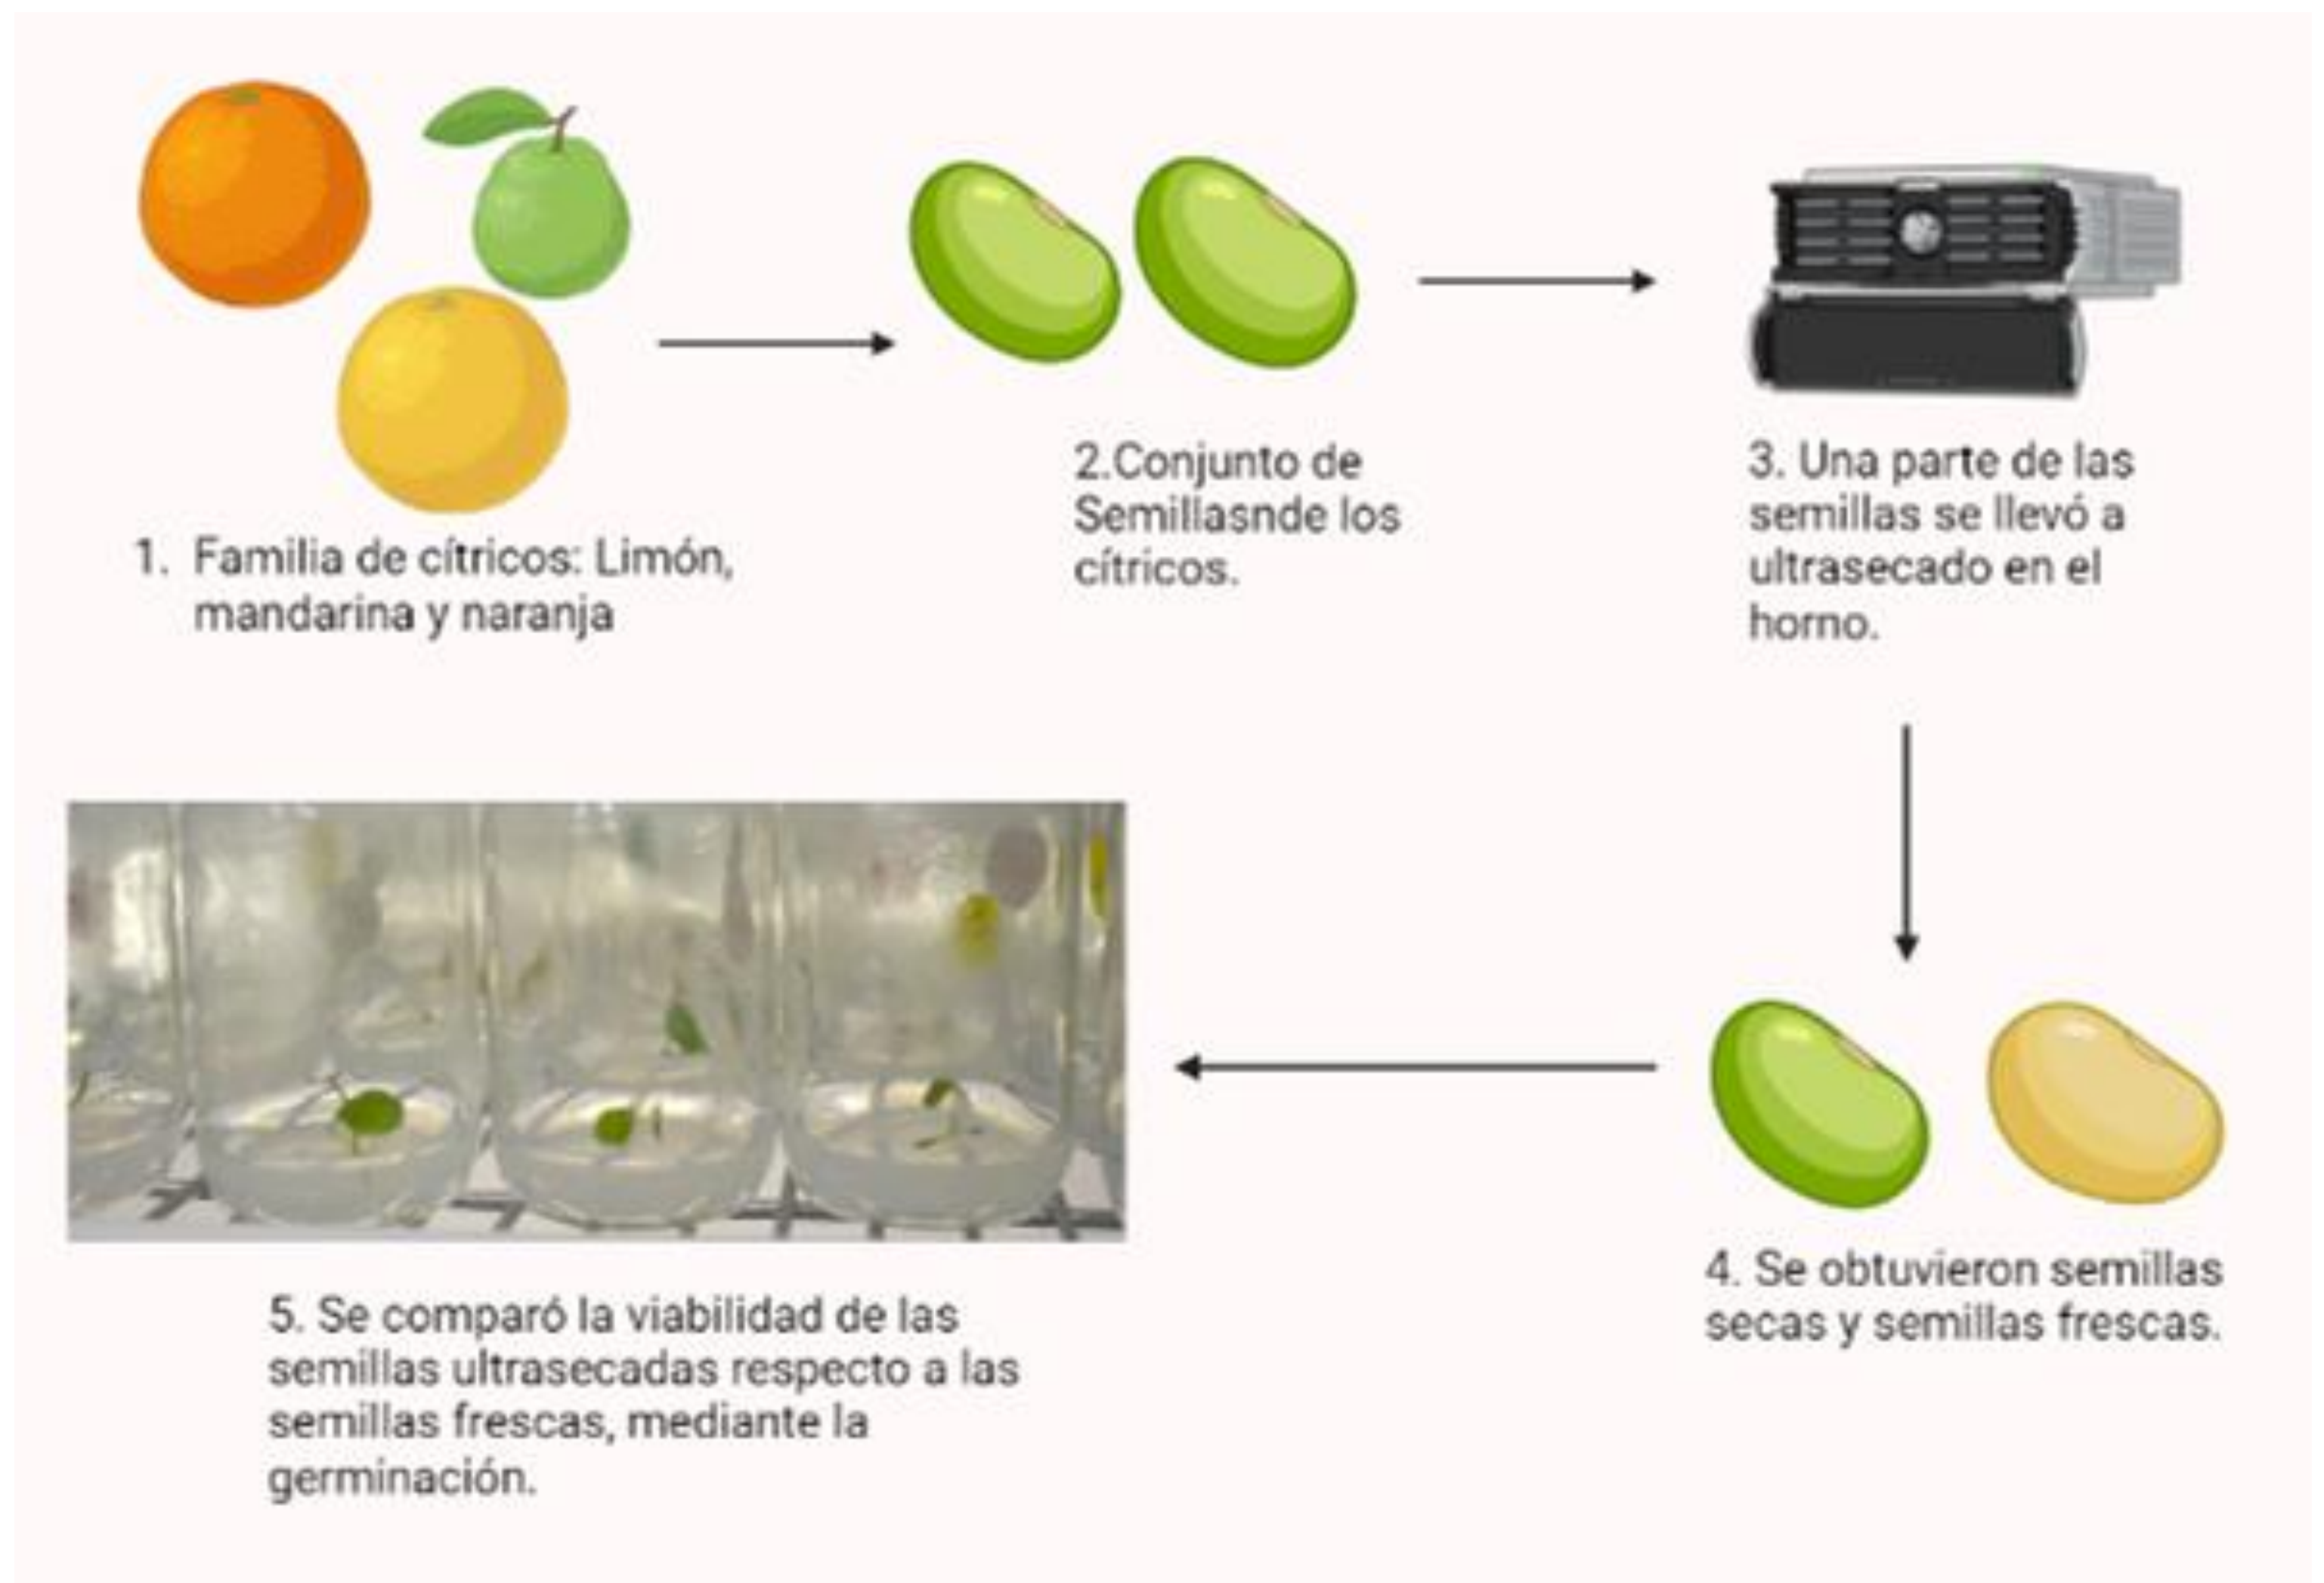 1. Familia de cítricos: Limón,
mandarina y naranja
2.Conjunto de
Semillasnde los
cítricos.
3. Una parte de las
semillas se llevó a
ultrasecado en el
horno.
4. Se obtuvieron semillas
secas y semillas frescas.
5. Se comparó la viabilidad de las
semillas ultrasecadas respecto a las
semillas frescas, mediante la
germinación.